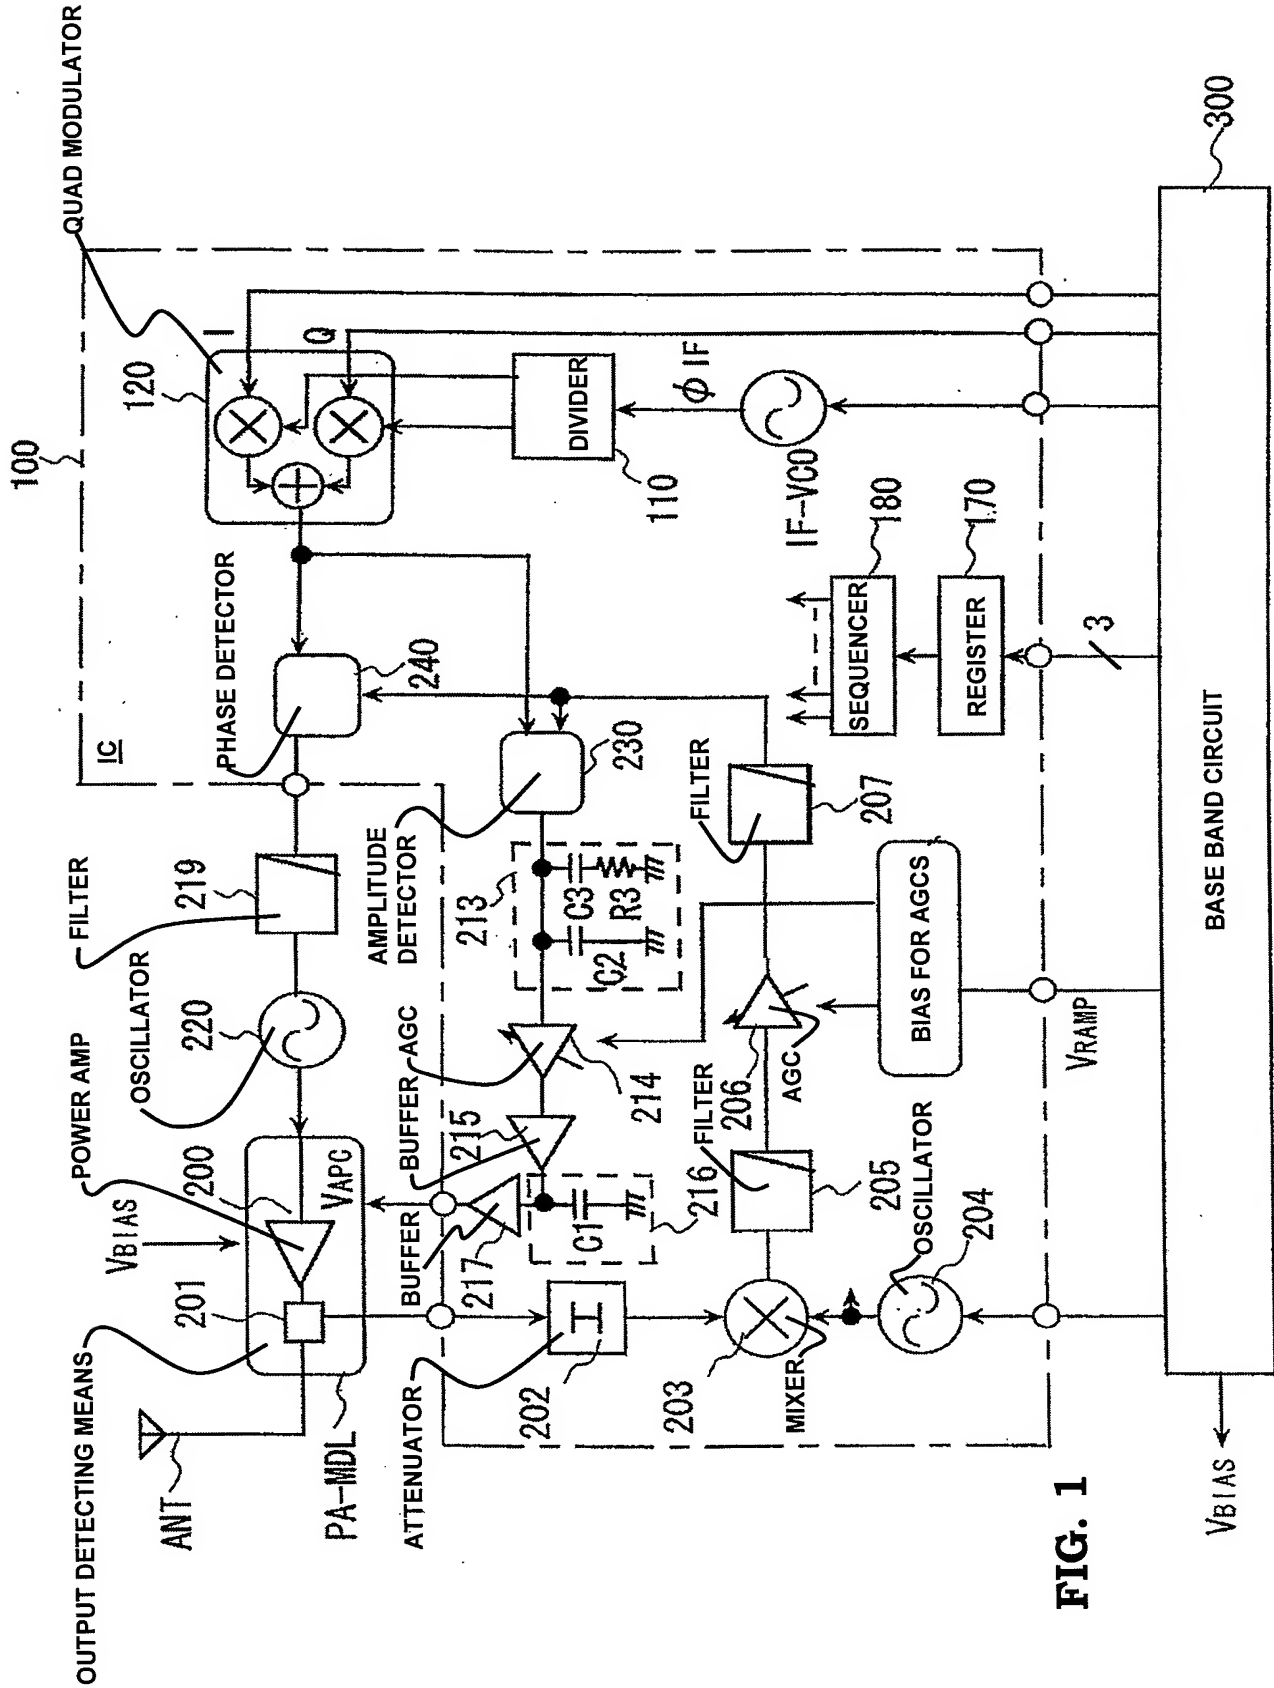 OUTPUT DETECTING MEANS
ANT
PA-MDL
ATTENUATOR
VBIAS
201
POWER AMP
200
VAPC
OSCILLATOR
220
FILTER
219
100
IC
PHASE DETECTOR
240
120
QUAD MODULATOR
I
Q
BUFFER
217
BUFFER
215
AGC
214
C1
216
AMPLITUDE
DETECTOR
213
C2
C3
R3
230
DIVIDER
110
φIF
IF-VCO
202
203
MIXER
FILTER
205
OSCILLATOR
204
206
AGC
FILTER
207
BIAS FOR AGCS
VRAMP
SEQUENCER
180
REGISTER
170
3
BASE BAND CIRCUIT
300
VBIAS
FIG. 1